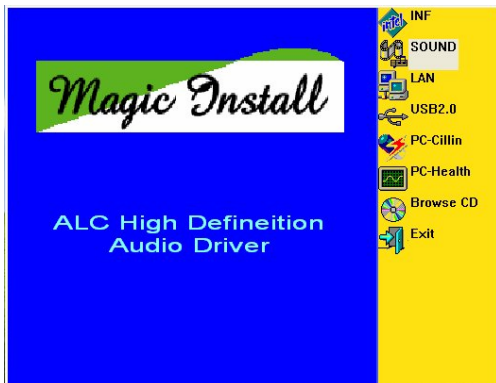 Magic Install
ALC High Defineition
Audio Driver
intel
INF
SOUND
LAN
USB2.0
PC-Cillin
PC-Health
Browse CD
Exit